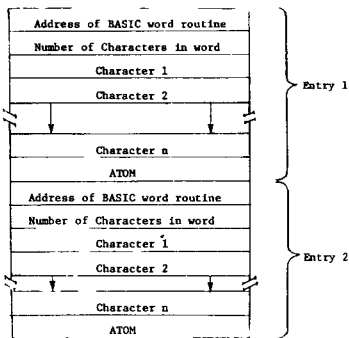 Address of BASIC word routine
Number of Characters in word
Character 1
Character 2
Entry 1
Character n
ATOM
Address of BASIC word routine
Number of Characters in word
Character 1
Character 2
Entry 2
Character n
ATOM